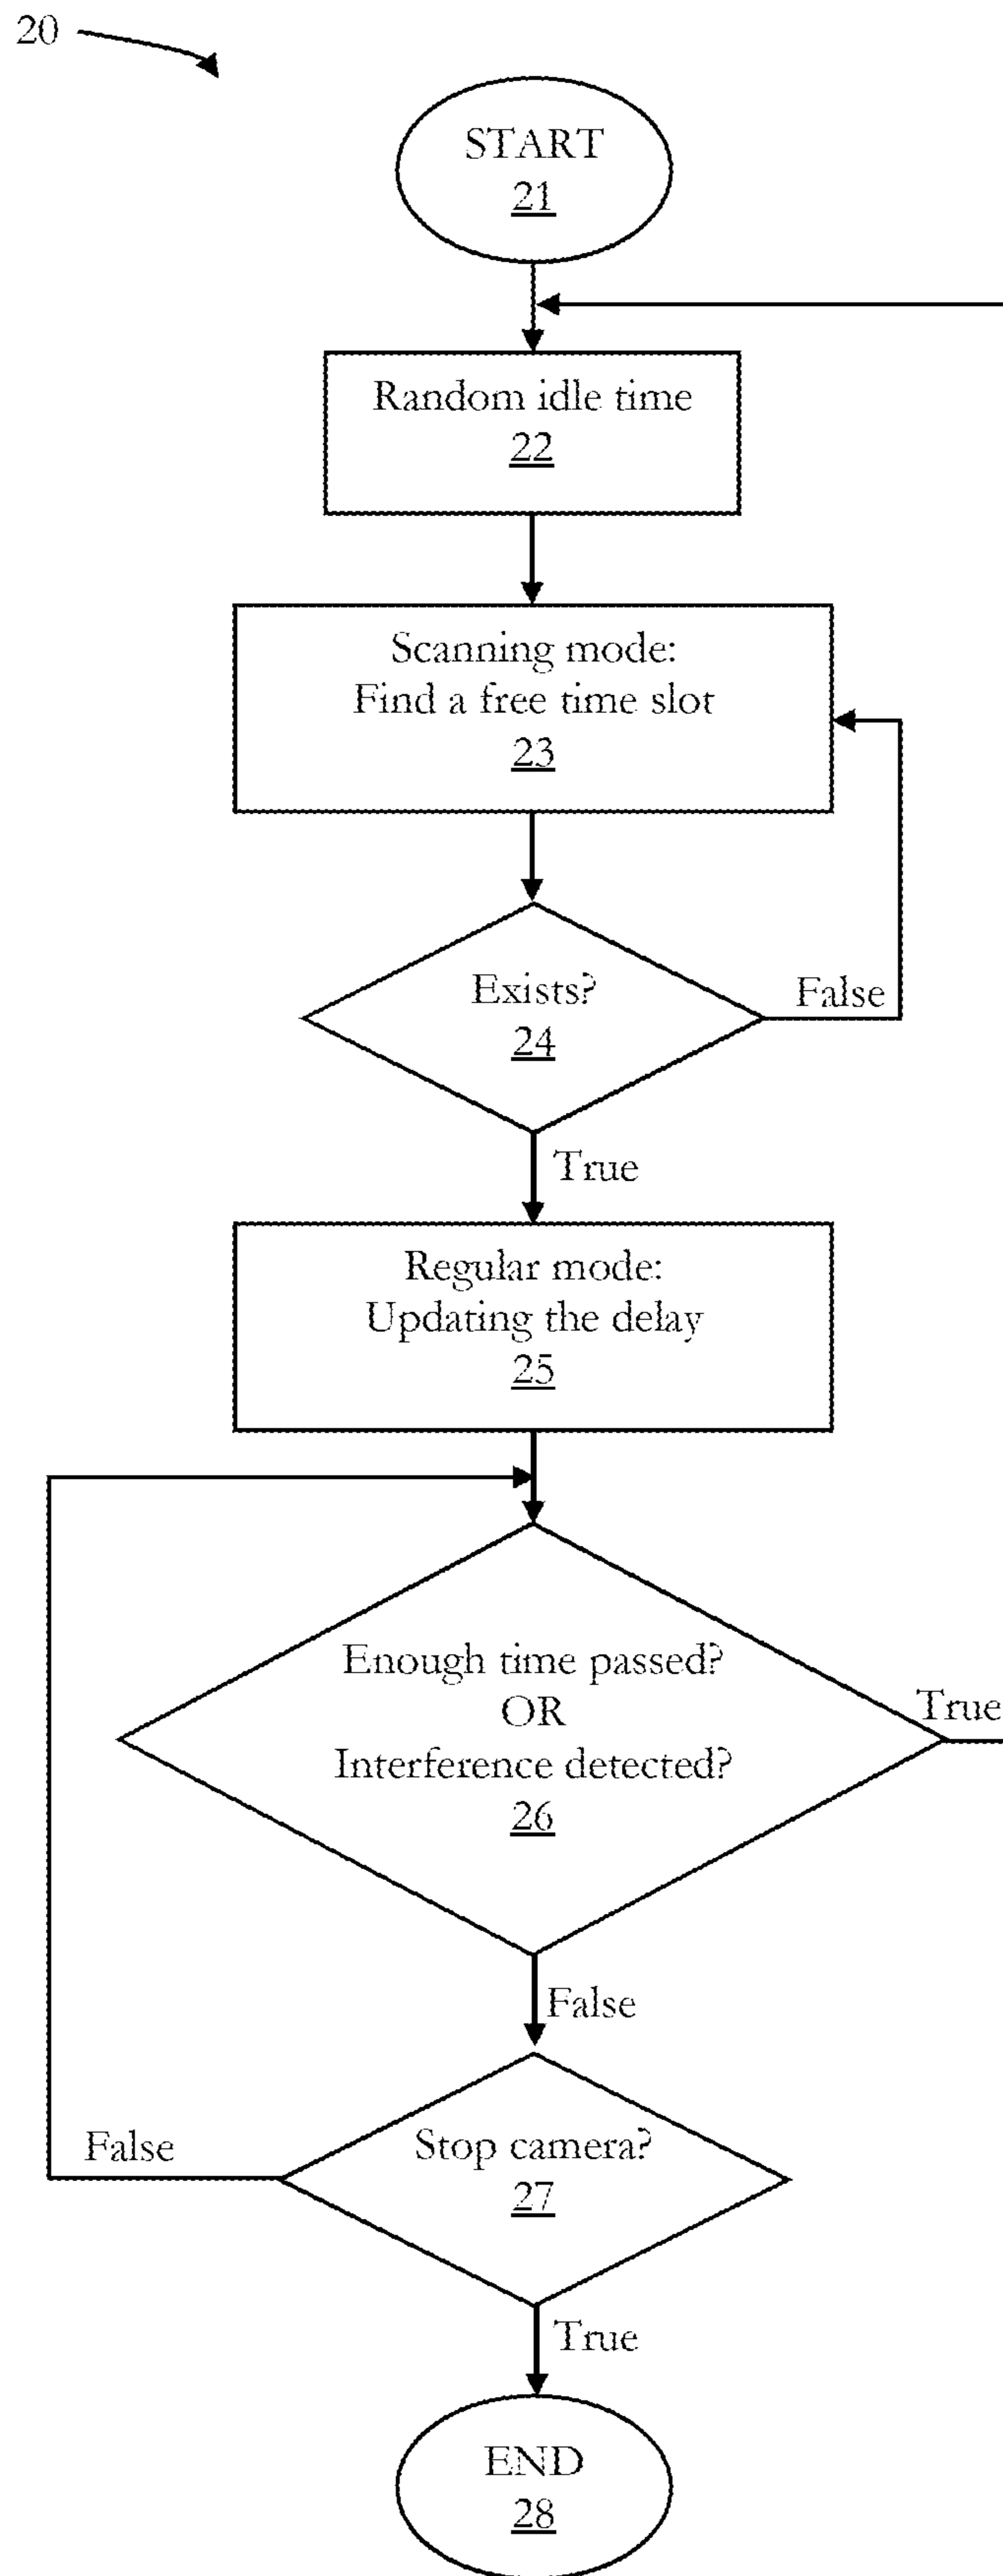 20
START
21
Random idle time
22
Scanning mode:
Find a free time slot
23
Exists?
24
False
True
Regular mode:
Updating the delay
25
Enough time passed?
OR
Interference detected?
26
True
False
Stop camera?
27
False
True
END
28